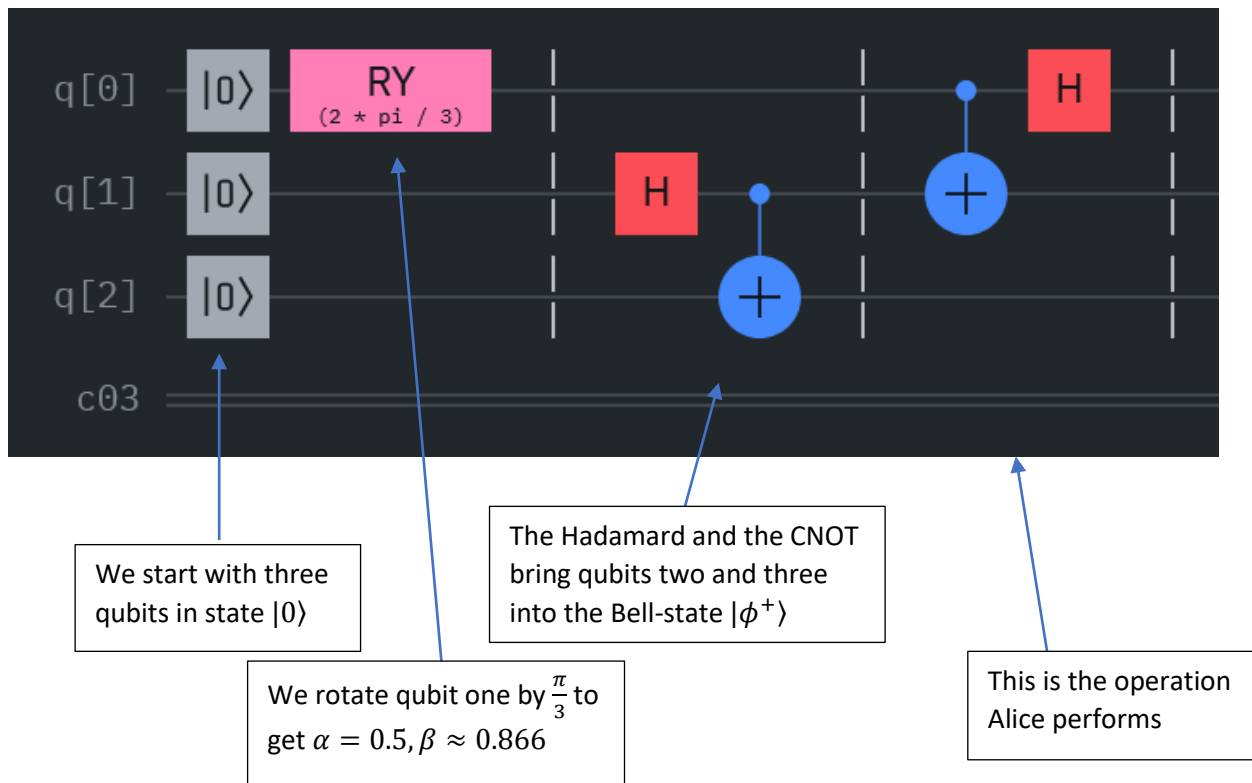 q[0] |0⟩ RY H
(2 * pi / 3)
q[1] |0⟩ H
q[2] |0⟩
c03
We start with three
qubits in state |0⟩
We rotate qubit one by π/3 to
get α = 0.5, β ≈ 0.866
The Hadamard and the CNOT
bring qubits two and three
into the Bell-state |ϕ⁺⟩
This is the operation
Alice performs